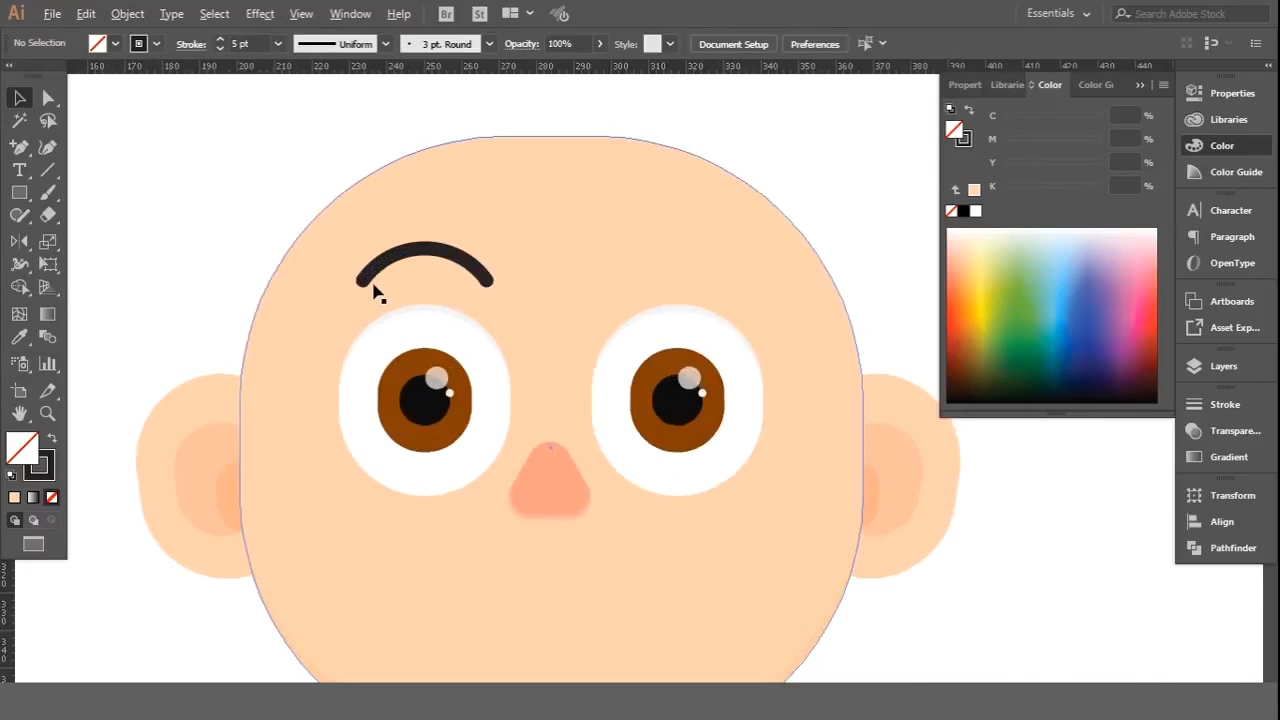 Ai File Edit Object Type Select Effect View Window Help Br St Essentials Search Adobe Stock
No Selection Stroke: 5 pt Uniform 3 pt. Round Opacity: 100% Style: Document Setup Preferences
160 170 180 190 200 210 220 230 240 250 260 270 280 290 300 310 320 330 340 350 360 370 380 390 400 410 420 430 440
Propert Librarie Color Color Gi
C %
M %
Y %
K %
Properties
Libraries
Color
Color Guide
Character
Paragraph
OpenType
Artboards
Asset Exp...
Layers
Stroke
Transpare...
Gradient
Transform
Align
Pathfinder